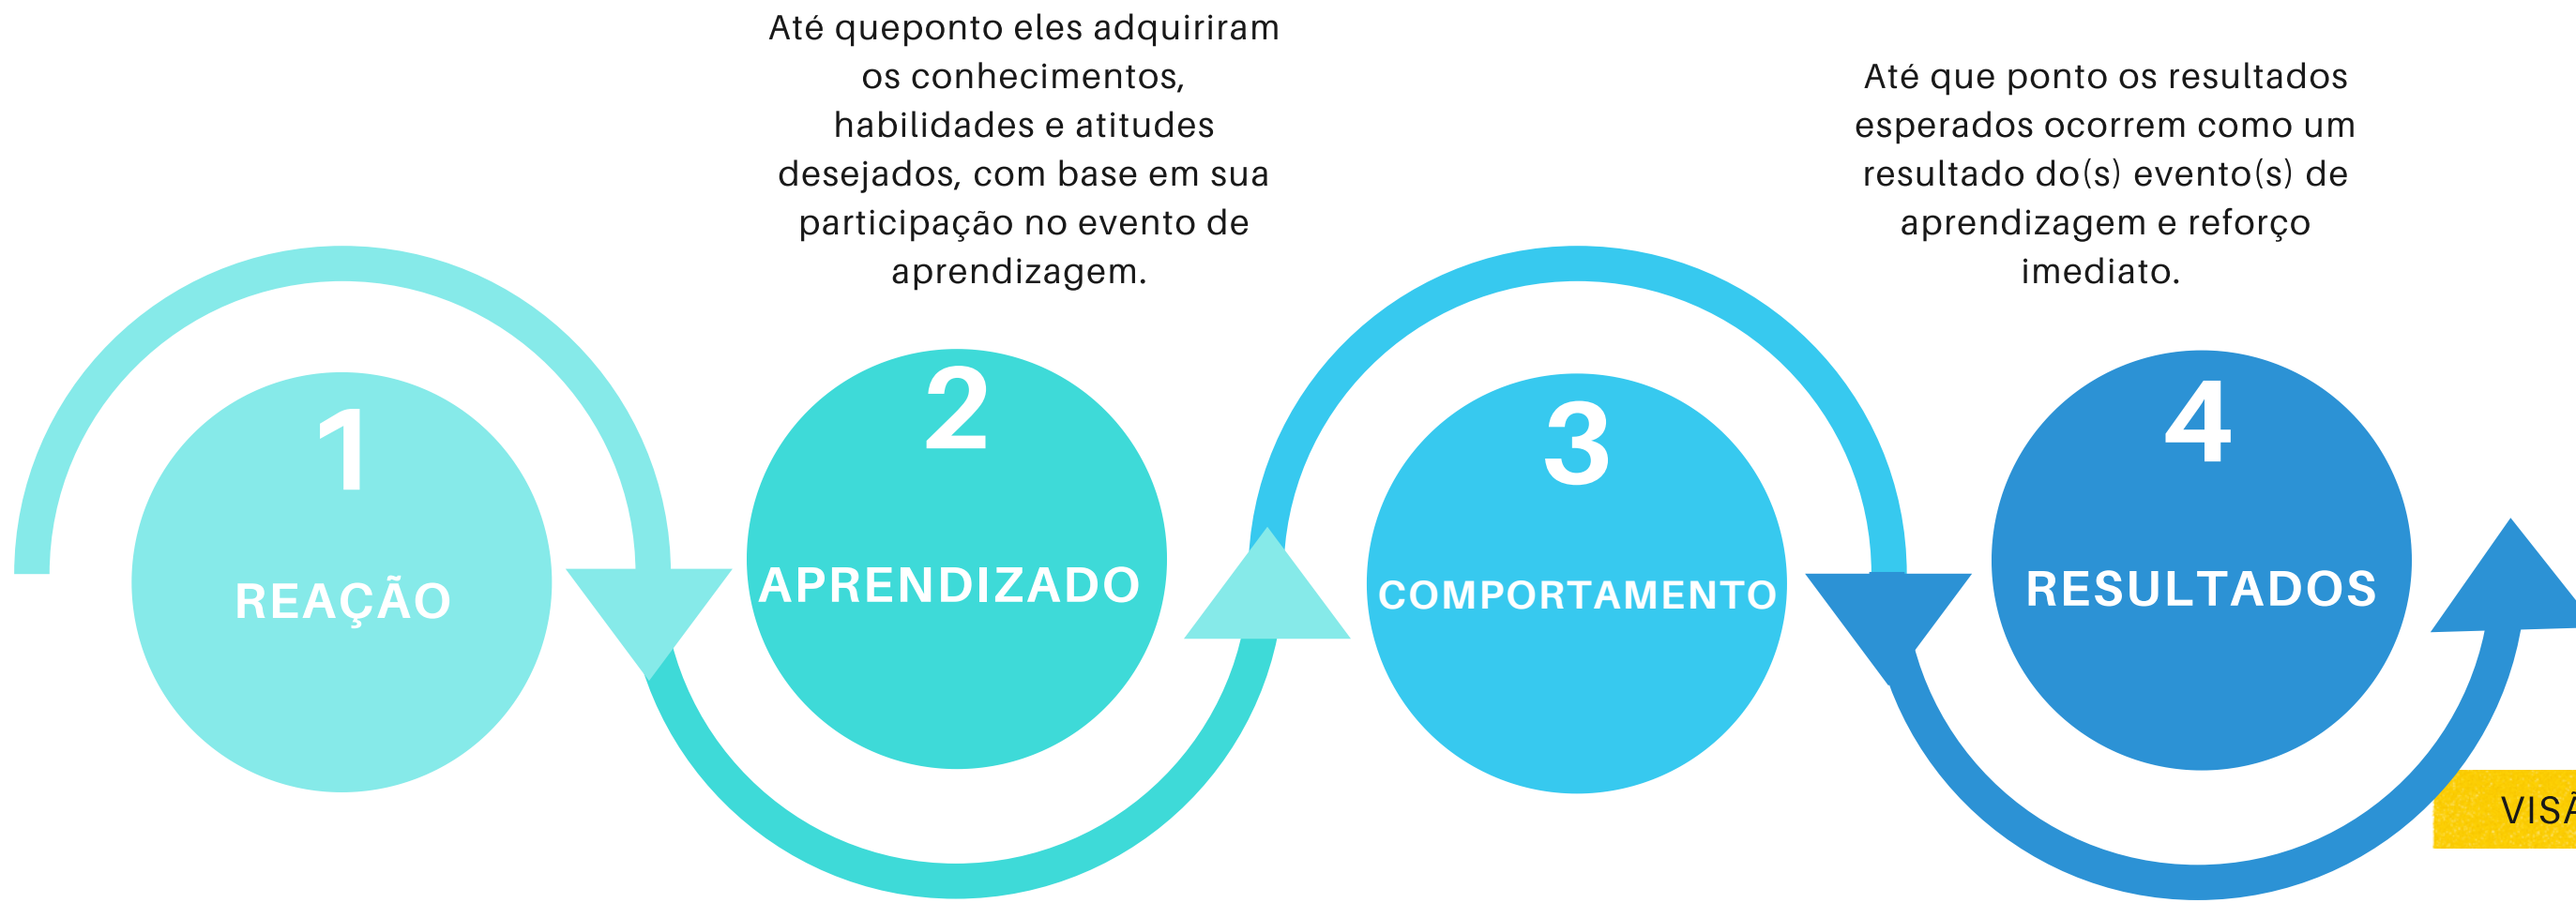 Até queponto eles adquiriram
os conhecimentos,
habilidades e atitudes
desejados, com base em sua
participação no evento de
aprendizagem.
Até que ponto os resultados
esperados ocorrem como um
resultado do(s) evento(s) de
aprendizagem e reforço
imediato.
1
REAÇÃO
2
APRENDIZADO
3
COMPORTAMENTO
4
RESULTADOS